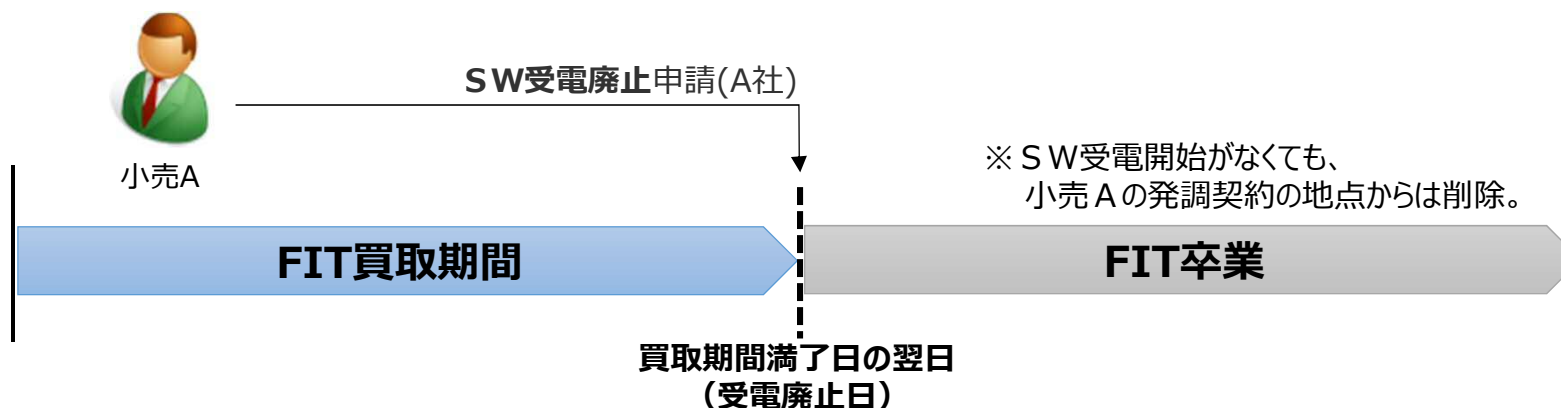 ＳＷ受電廃止申請(A社)
小売A
※ＳＷ受電開始がなくても、
小売Ａの発調契約の地点からは削除。
FIT買取期間
FIT卒業
買取期間満了日の翌日
（受電廃止日）